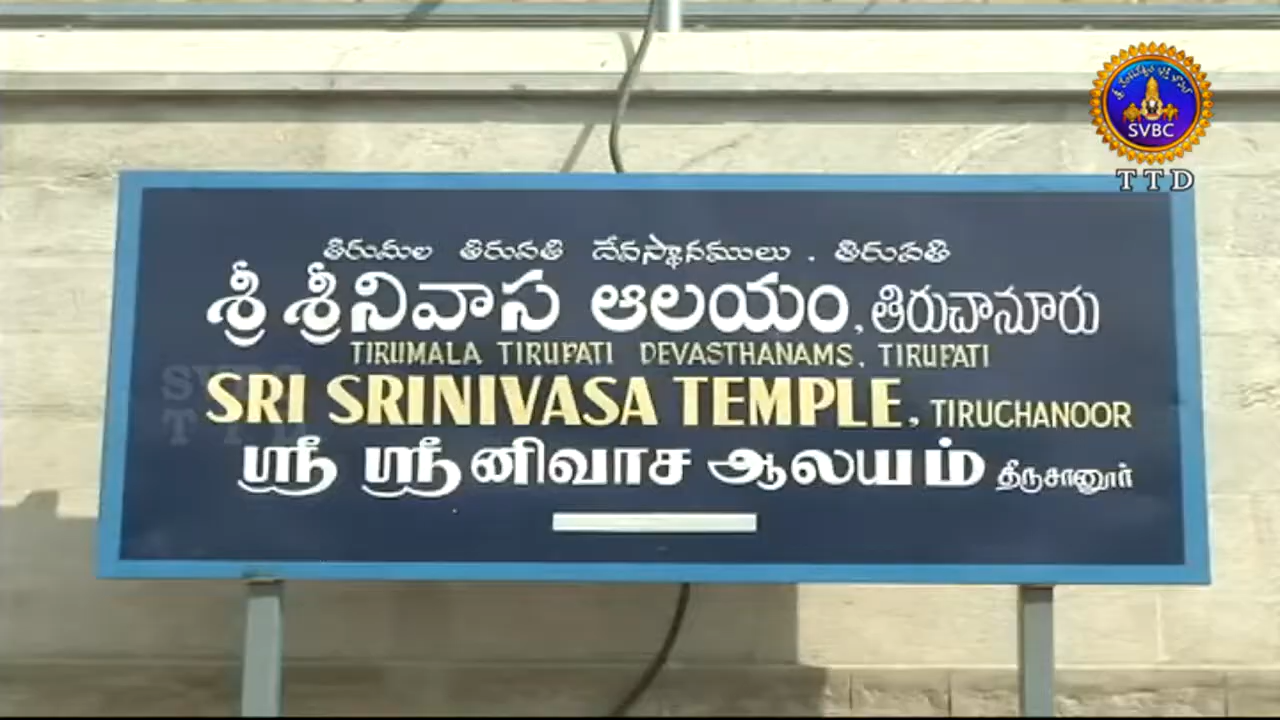 SVBC
TTD
తిరుమల తిరుపతి దేవస్థానములు . తిరుపతి
శ్రీ శ్రీనివాస ఆలయం, తిరుచానూరు
TIRUMALA TIRUPATI DEVASTHANAMS, TIRUPATI
SRI SRINIVASA TEMPLE, TIRUCHANOOR
ஸ்ரீ ஸ்ரீனிவாச ஆலயம் திருசானூர்